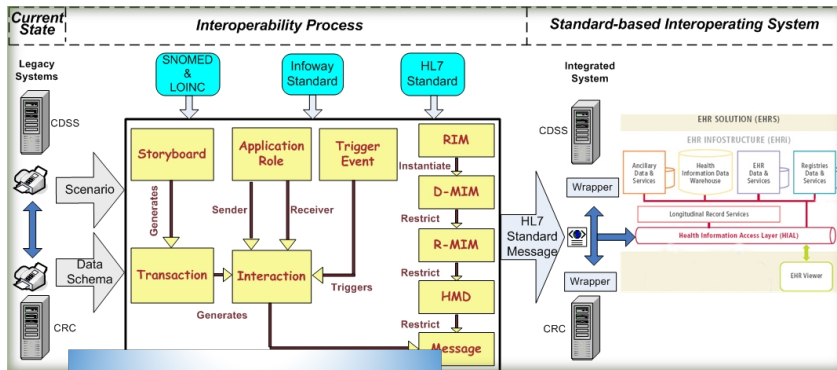 Current
State
Interoperability Process
Standard-based Interoperating System
Legacy
Systems
CDSS
CRC
Scenario
Data
Schema
SNOMED
&
LOINC
Infoway
Standard
HL7
Standard
Storyboard
Application
Role
Trigger
Event
RIM
Instantiate
D-MIM
Restrict
R-MIM
Restrict
HMD
Restrict
Message
Generates
Sender
Receiver
Transaction
Interaction
Triggers
Generates
HL7
Standard
Message
Integrated
System
CDSS
Wrapper
Wrapper
CRC
EHR SOLUTION (EHRS)
EHR INFOSTRUCTURE (EHRi)
Ancillary
Data &
Services
Health
Information Data
Warehouse
EHR
Data &
Services
Registries
Data &
Services
Longitudinal Record Services
Health Information Access Layer (HIAL)
EHR Viewer